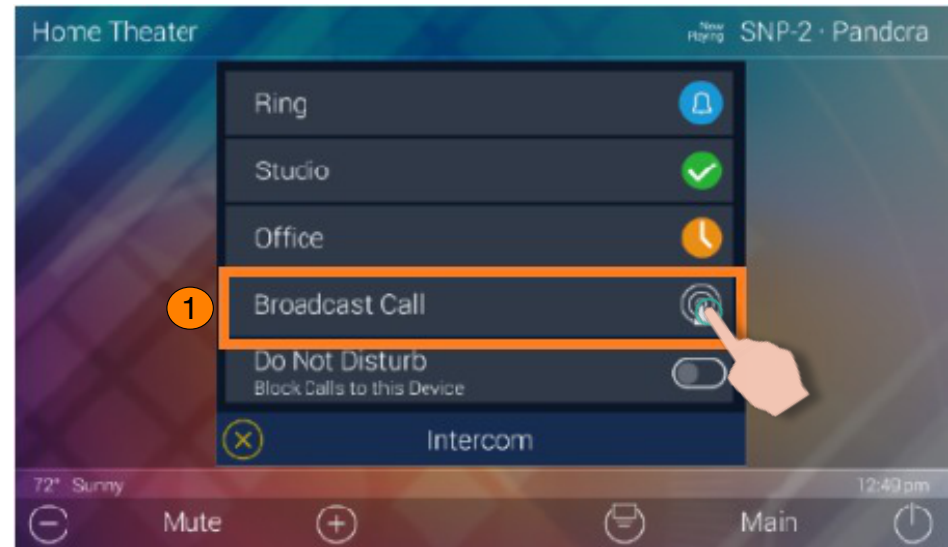 Home Theater
Now Playing SNP-2 · Pandora
Ring
Studio
Office
1
Broadcast Call
Do Not Disturb
Block Calls to this Device
Intercom
72° Sunny
12:49 pm
Mute
Main